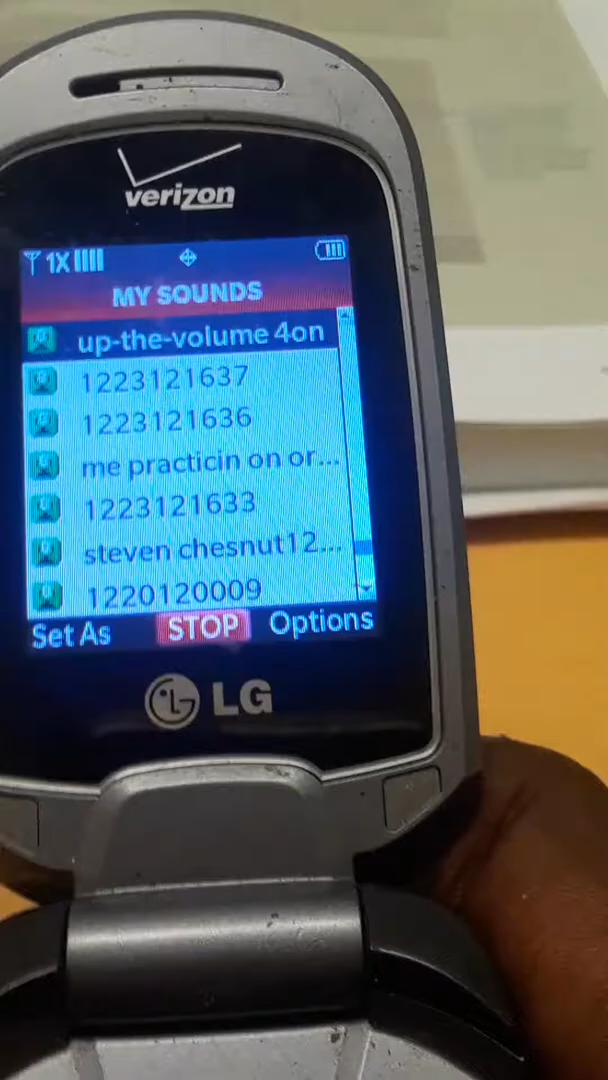 verizon
1X
MY SOUNDS
up-the-volume 4on
1223121637
1223121636
me practicin on or...
1223121633
steven chesnut12...
1220120009
Set As STOP Options
LG